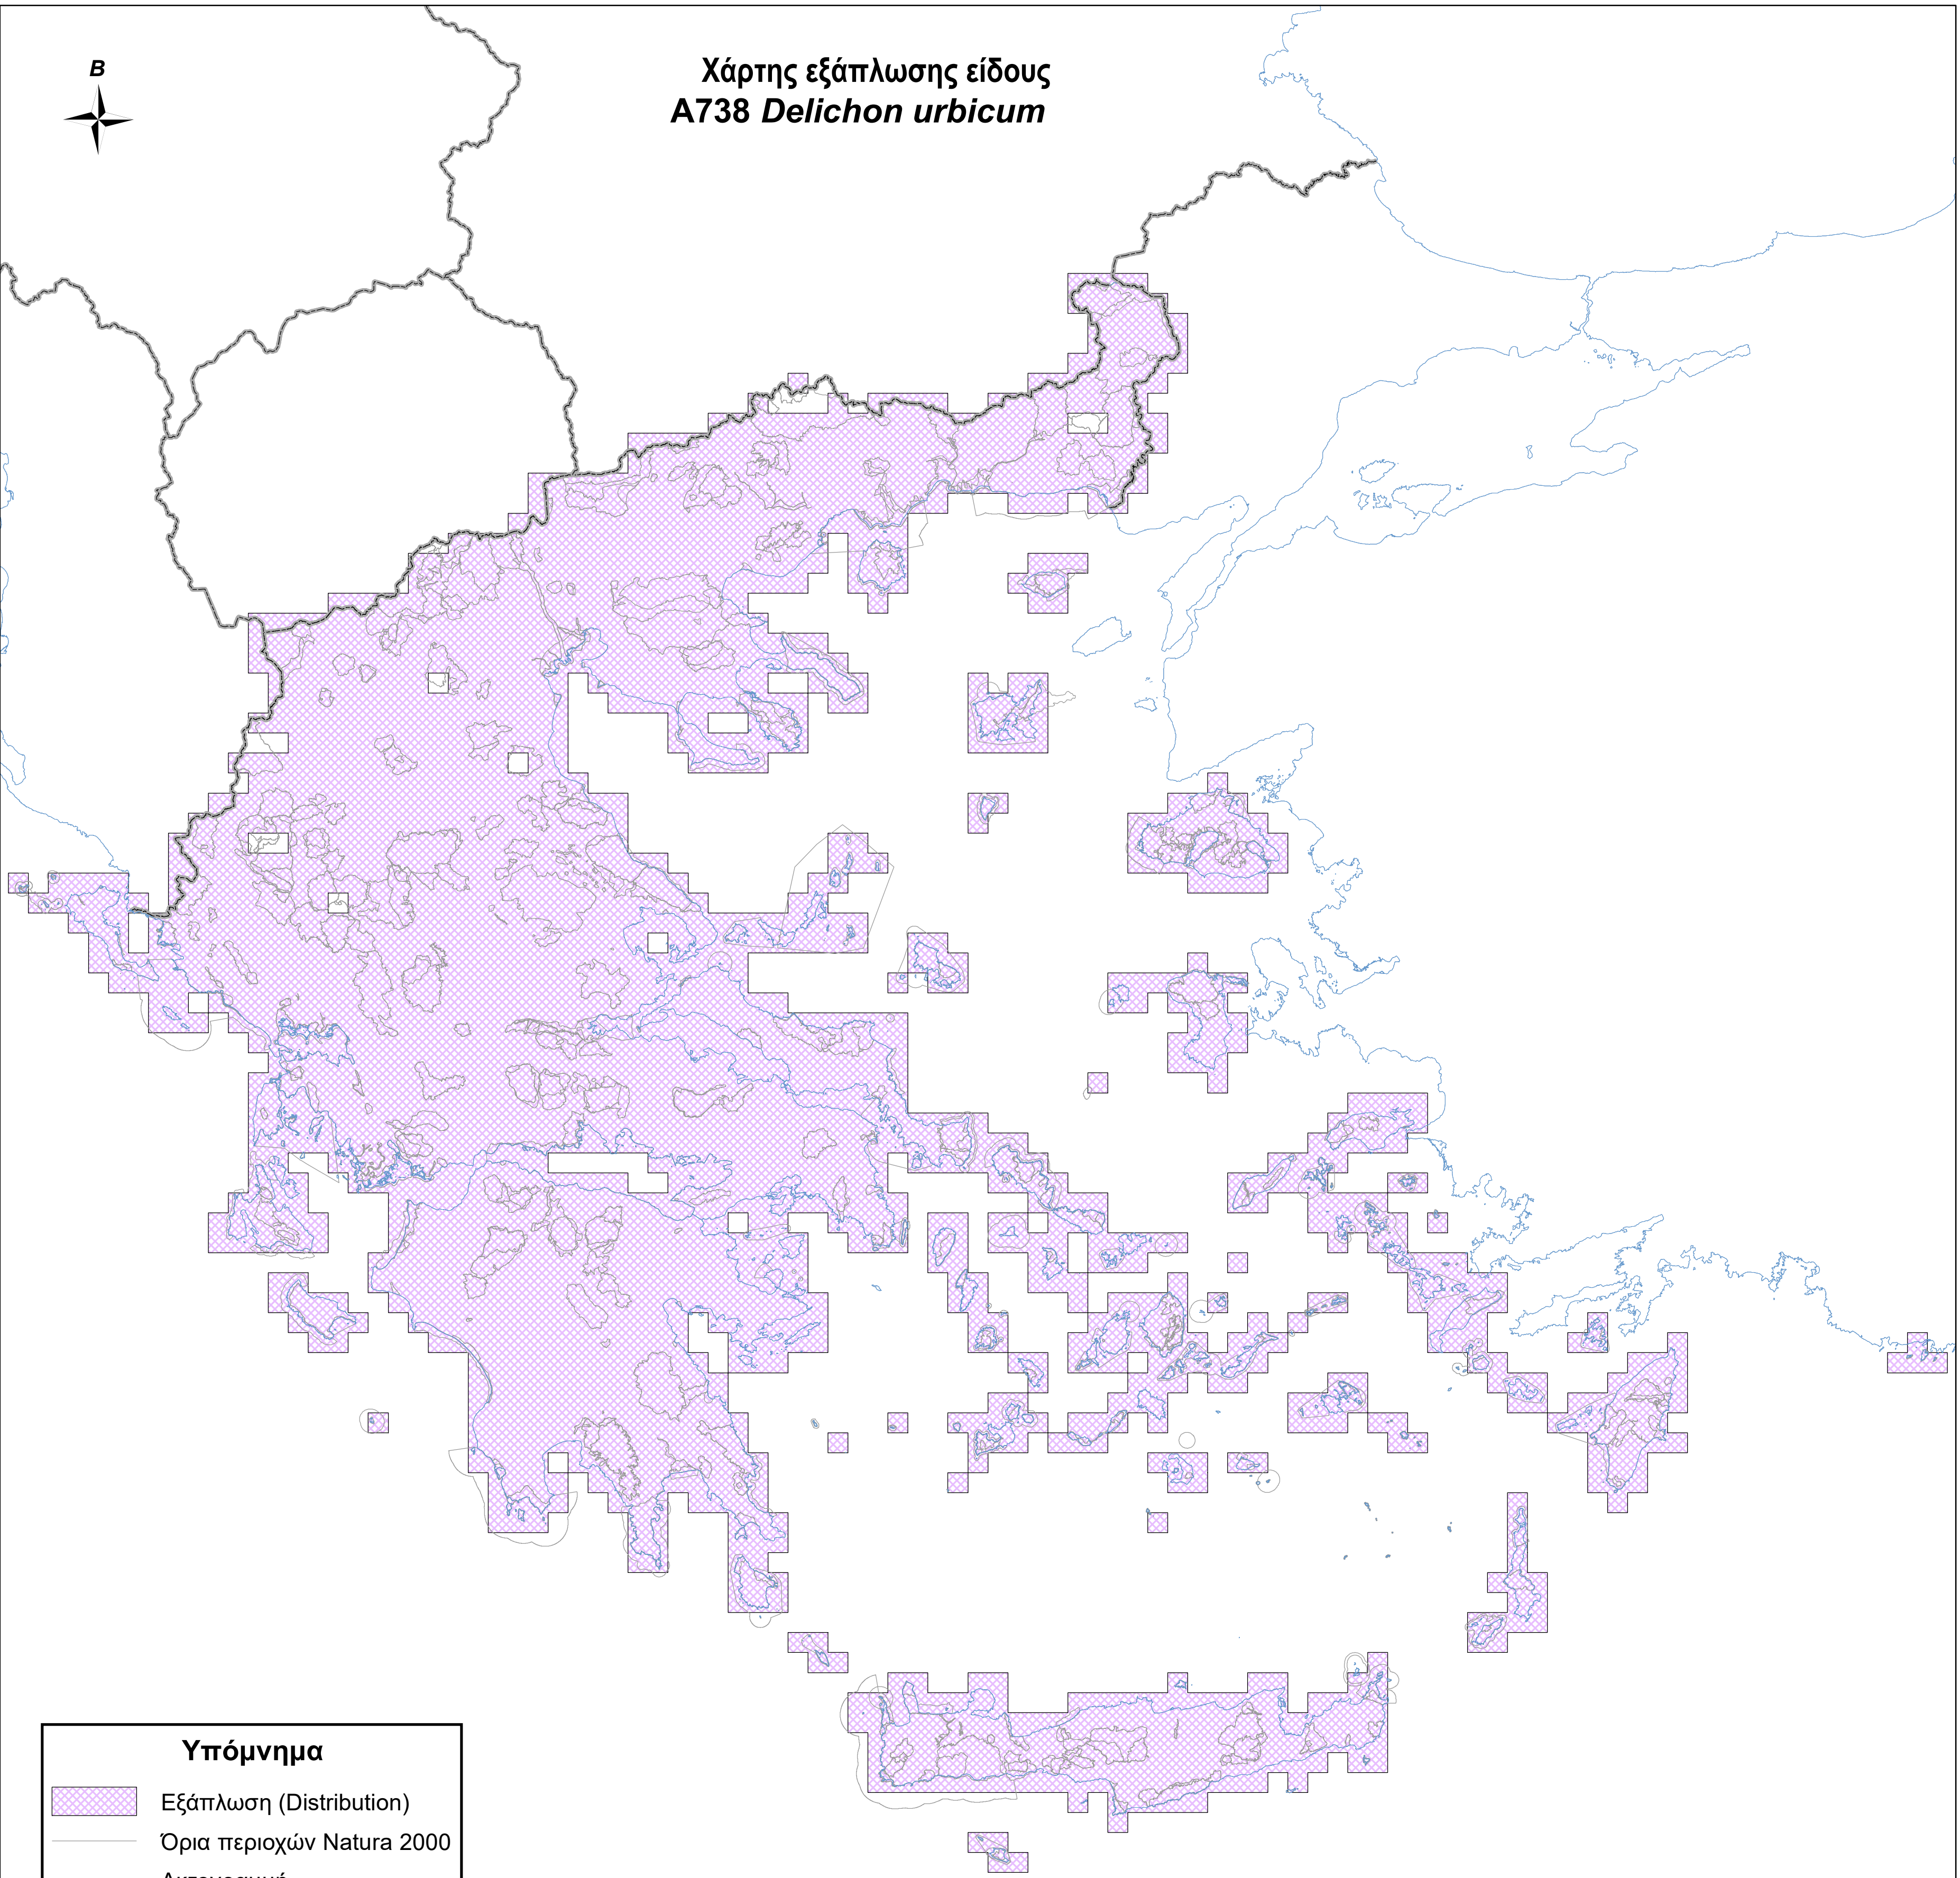 Χάρτης εξάπλωσης είδους
A738 Delichon urbicum
B
Υπόμνημα
Εξάπλωση (Distribution)
Όρια περιοχών Natura 2000